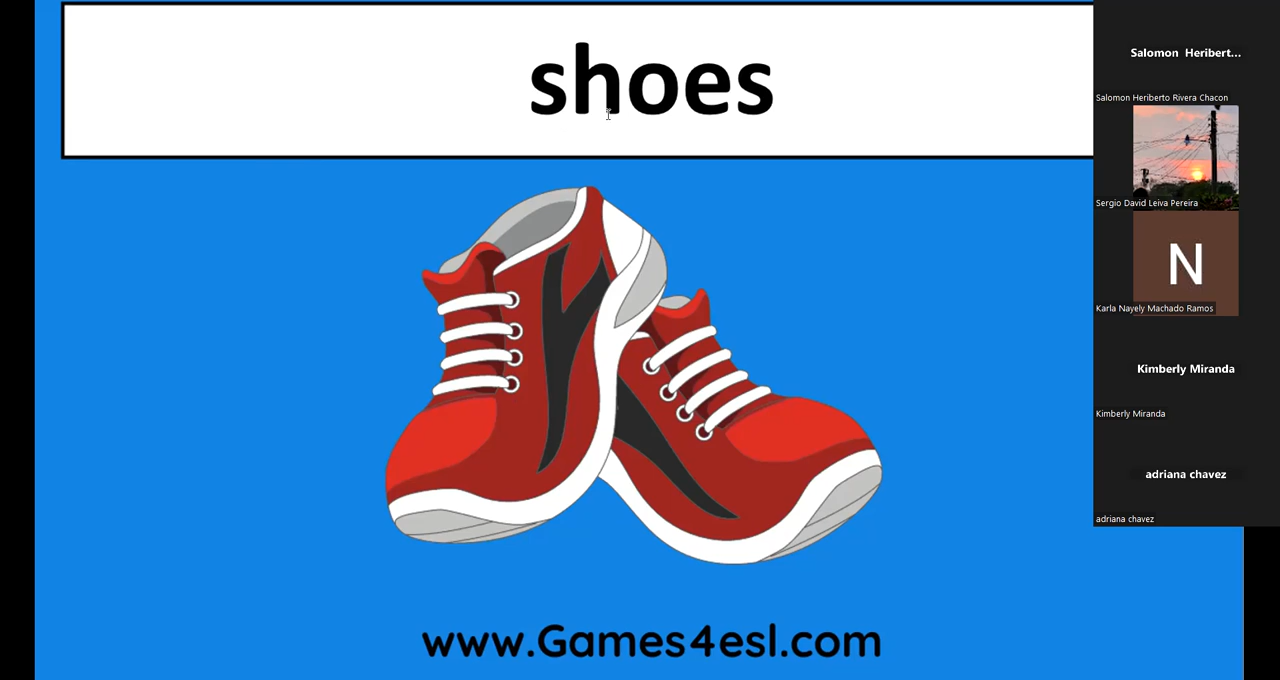 shoes
www.Games4esl.com
Salomon Heribert...
Salomon Heriberto Rivera Chacon
Sergio David Leiva Pereira
N
Karla Nayely Machado Ramos
Kimberly Miranda
Kimberly Miranda
adriana chavez
adriana chavez